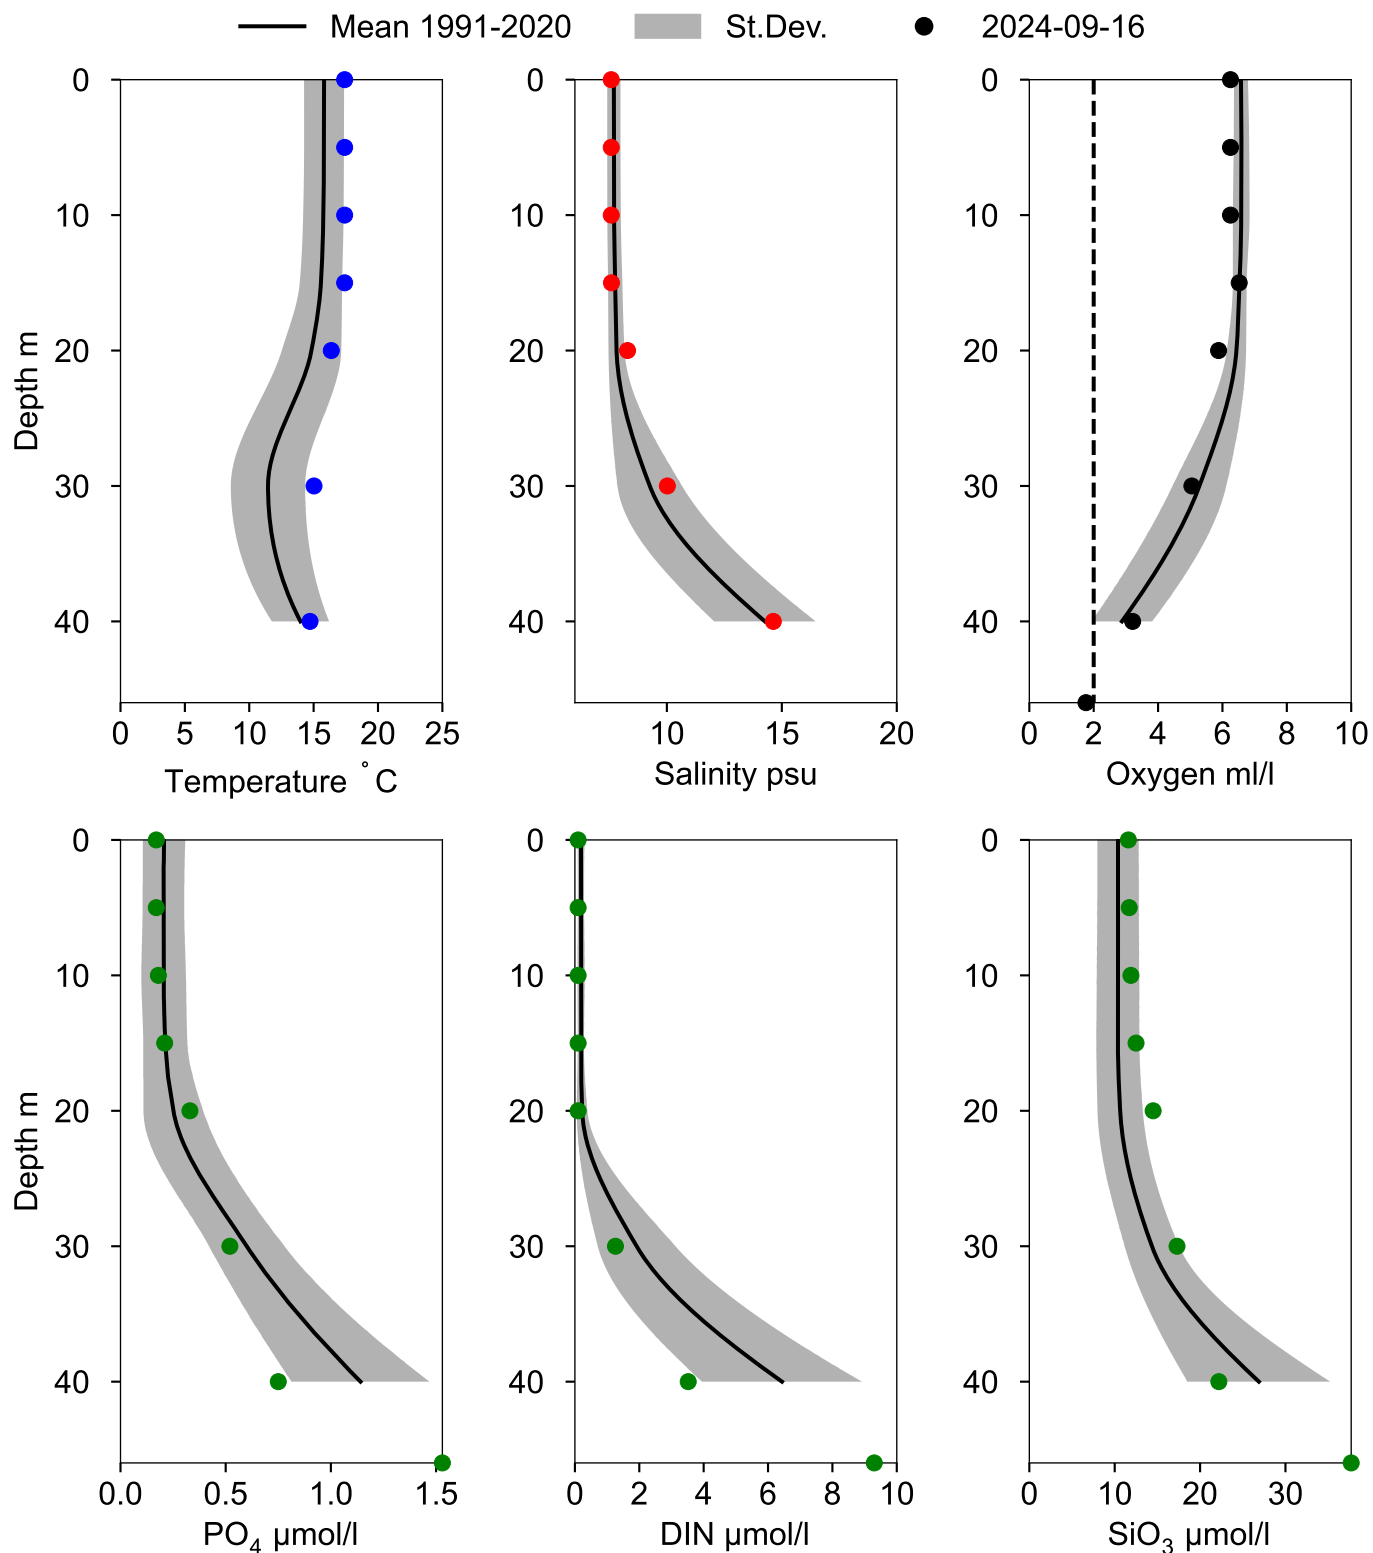 Mean 1991-2020 St.Dev. 2024-09-16
0 0 0
10 10 10
20 20 20
30 30 30
40 40 40
Depth m
0 5 10 15 20 25 10 15 20 0 2 4 6 8 10
Temperature °C Salinity psu Oxygen ml/l
0 0 0
10 10 10
20 20 20
30 30 30
40 40 40
Depth m
0.0 0.5 1.0 1.5 0 2 4 6 8 10 0 10 20 30
PO₄ µmol/l DIN µmol/l SiO₃ µmol/l